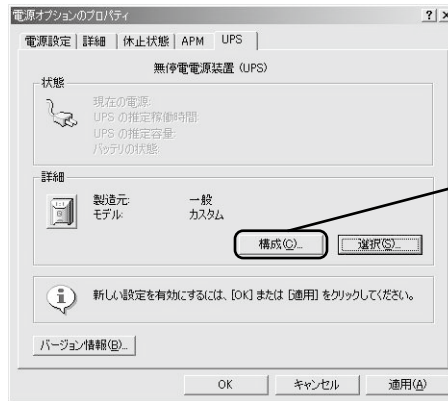 電源オプションのプロパティ
電源設定 詳細 休止状態 APM UPS
無停電電源装置 (UPS)
状態
現在の電源:
UPS の推定稼働時間:
UPS の推定容量:
バッテリの状態:
詳細
製造元: 一般
モデル: カスタム
構成(C)... 選択(S)...
新しい設定を有効にするには、[OK] または [適用] をクリックしてください。
バージョン情報(B)...
OK キャンセル 適用(A)